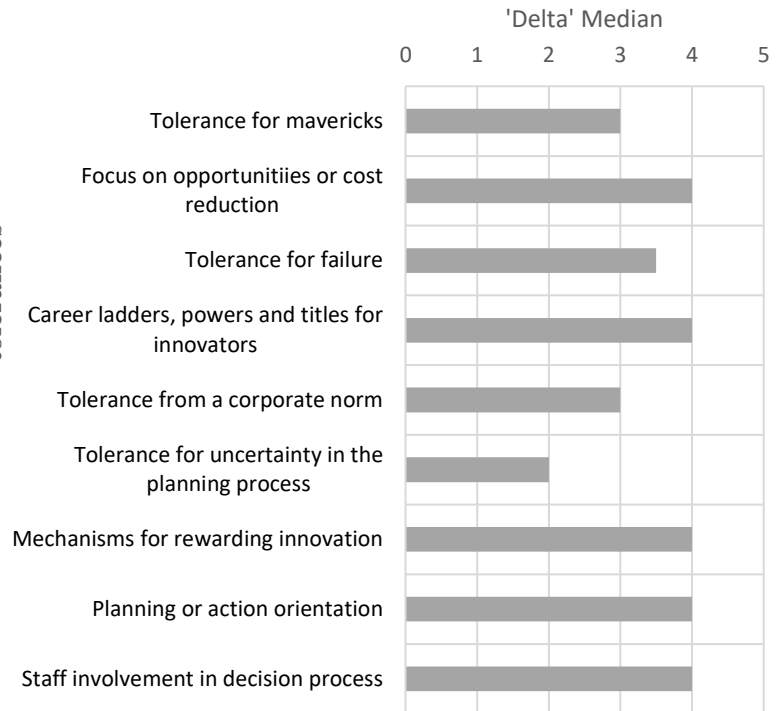 'Delta' Median
0 1 2 3 4 5
Tolerance for mavericks
Focus on opportunitiies or cost
reduction
Tolerance for failure
Career ladders, powers and titles for
innovators
Tolerance from a corporate norm
Tolerance for uncertainty in the
planning process
Mechanisms for rewarding innovation
Planning or action orientation
Staff involvement in decision process